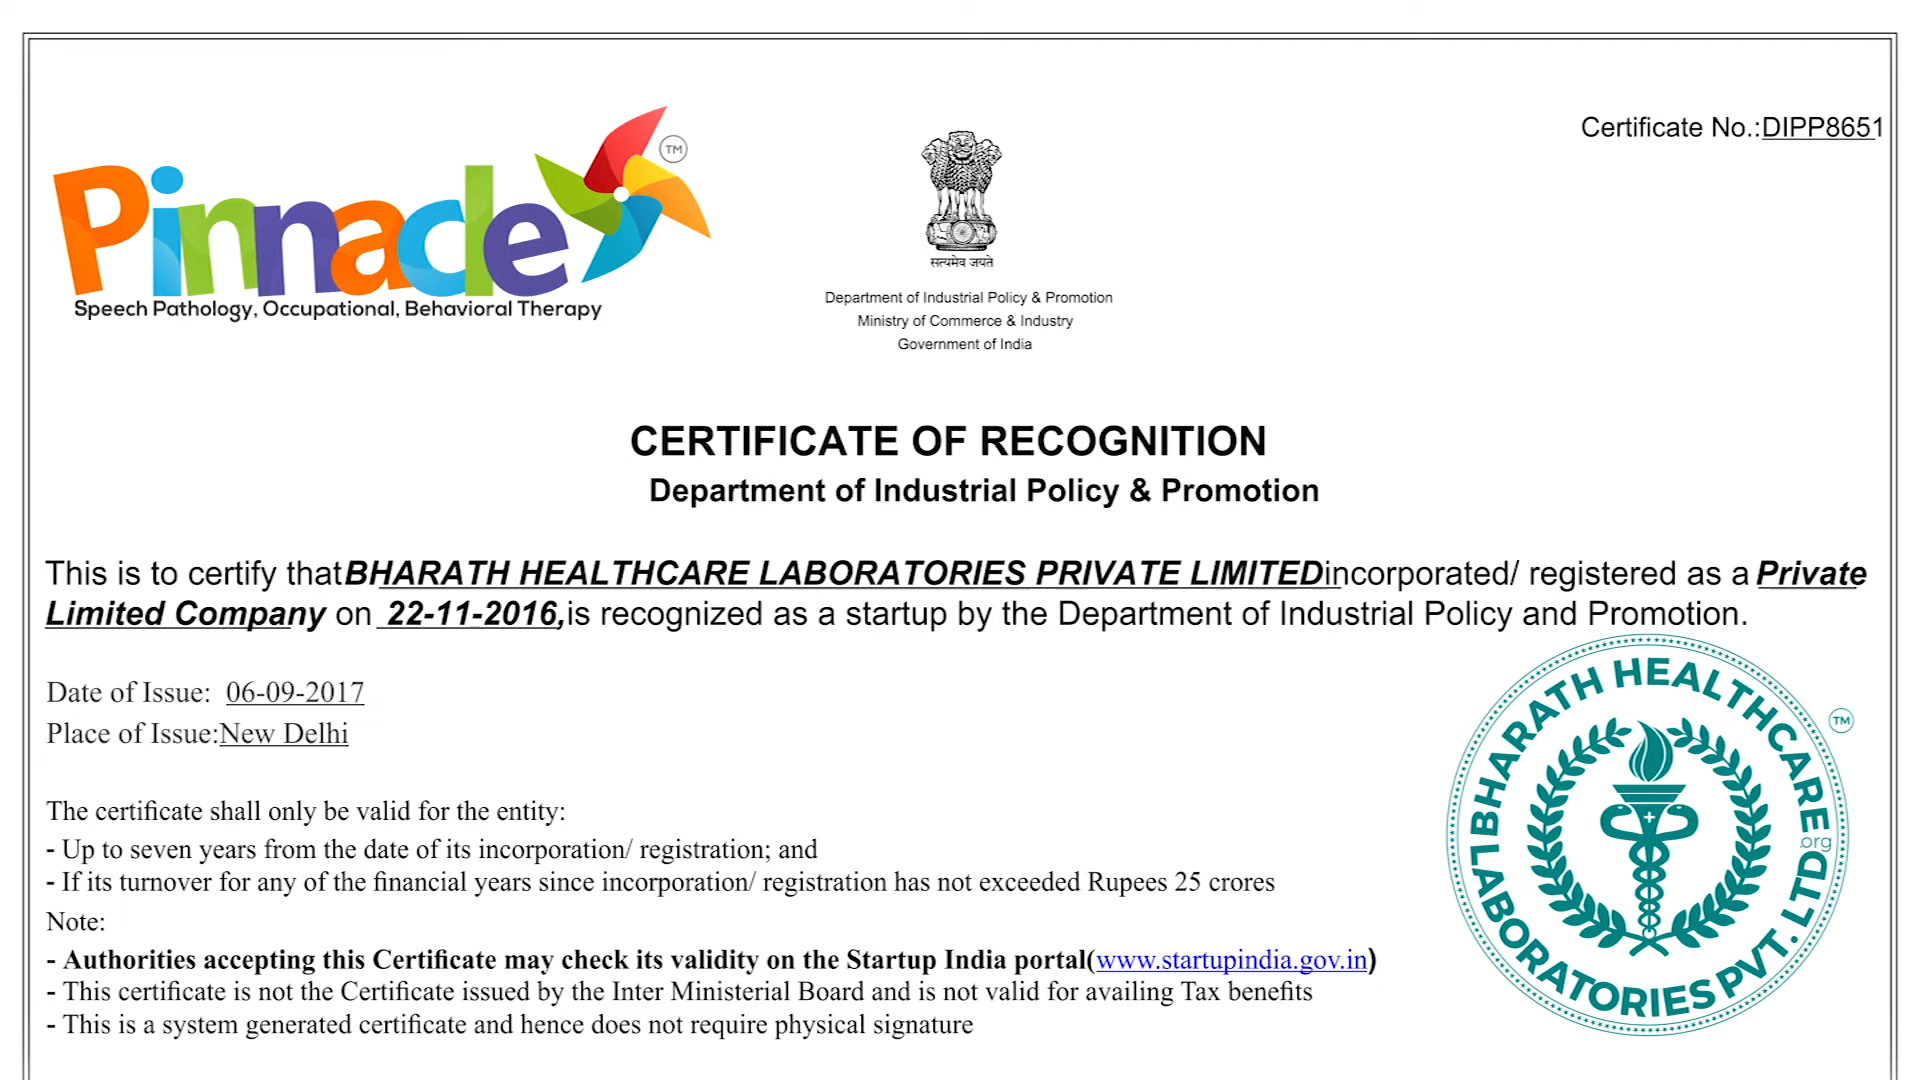 Certificate No.:DIPP8651
Pinnacle
TM
Speech Pathology, Occupational, Behavioral Therapy
सत्यमेव जयते
Department of Industrial Policy & Promotion
Ministry of Commerce & Industry
Government of India
CERTIFICATE OF RECOGNITION
Department of Industrial Policy & Promotion
This is to certify thatBHARATH HEALTHCARE LABORATORIES PRIVATE LIMITEDincorporated/ registered as a Private
Limited Company on 22-11-2016,is recognized as a startup by the Department of Industrial Policy and Promotion.
Date of Issue: 06-09-2017
Place of Issue:New Delhi
The certificate shall only be valid for the entity:
- Up to seven years from the date of its incorporation/ registration; and
- If its turnover for any of the financial years since incorporation/ registration has not exceeded Rupees 25 crores
Note:
- Authorities accepting this Certificate may check its validity on the Startup India portal(www.startupindia.gov.in)
- This certificate is not the Certificate issued by the Inter Ministerial Board and is not valid for availing Tax benefits
- This is a system generated certificate and hence does not require physical signature
BHARATH HEALTHCARE
.org
LABORATORIES PVT. LTD
TM